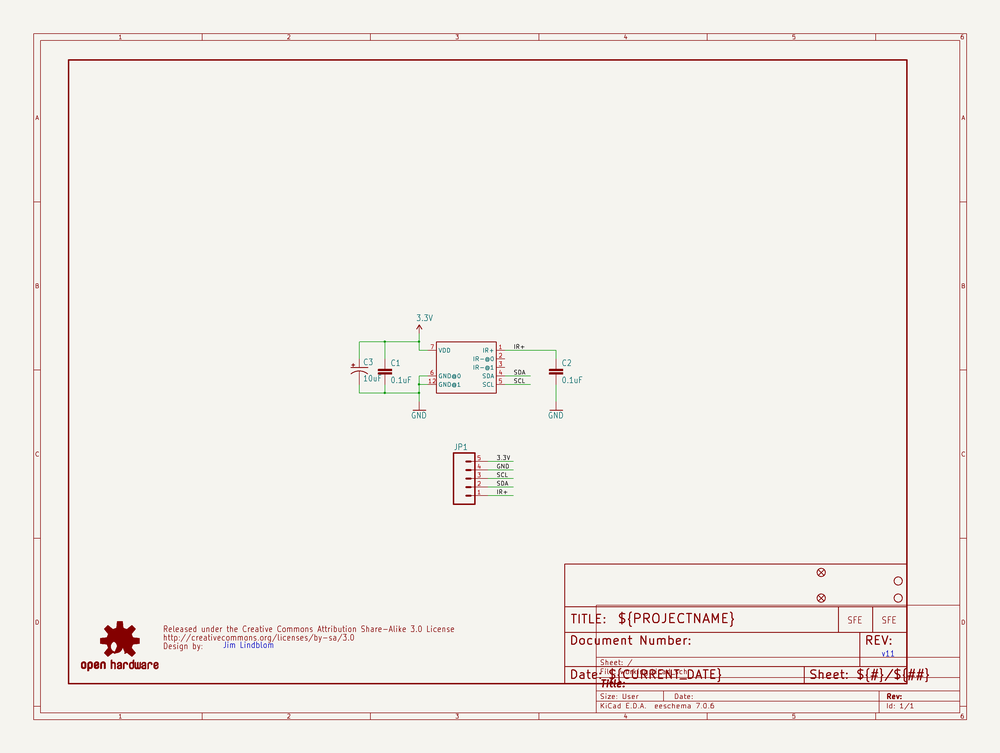 1 2 3 4 5 6
A A
B B
C C
D D
3.3V
7 VDD
IR+ 1 IR+
IR-@0 2
IR-@1 3
C3
10uF
C1
0.1uF
6 GND@0
12 GND@1
SDA 4 SDA
SCL 5 SCL
C2
0.1uF
GND
GND
JP1
5 3.3V
4 GND
3 SCL
2 SDA
1 IR+
open hardware
Released under the Creative Commons Attribution Share-Alike 3.0 License
http://creativecommons.org/licenses/by-sa/3.0
Design by: Jim Lindblom
TITLE: ${PROJECTNAME}
SFE SFE
Document Number:
REV:
v11
Sheet: /
Date: ${CURRENT_DATE}
Sheet: ${#}/${##}
Title:
Size: User Date: Rev:
KiCad E.D.A. eeschema 7.0.6 Id: 1/1
1 2 3 4 5 6